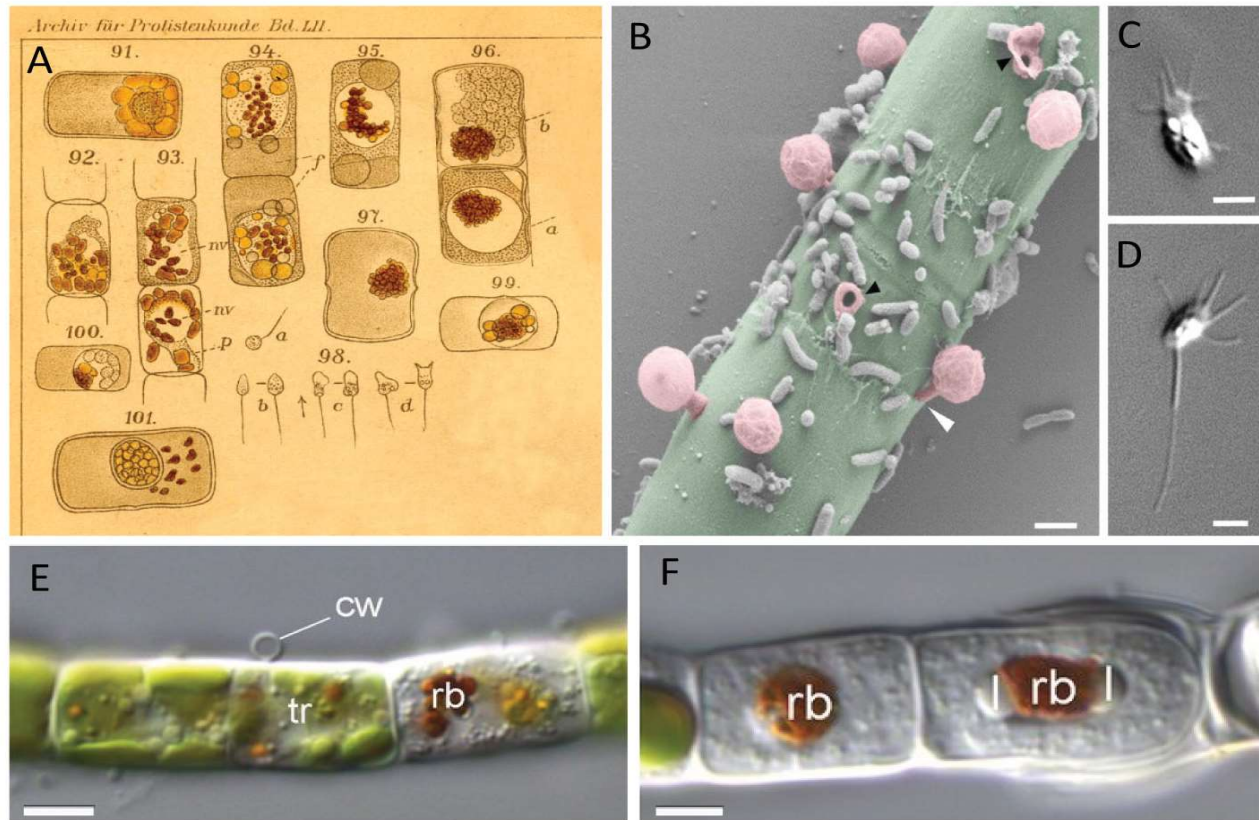 Archiv für Protistenkunde Bd. LII.
A
91.
94.
95.
96.
b
92.
93.
f
97.
a
nv
99.
nv
100.
p
a
98.
b
c
d
101.
B
C
D
E
cw
tr
rb
F
rb
l
rb
l